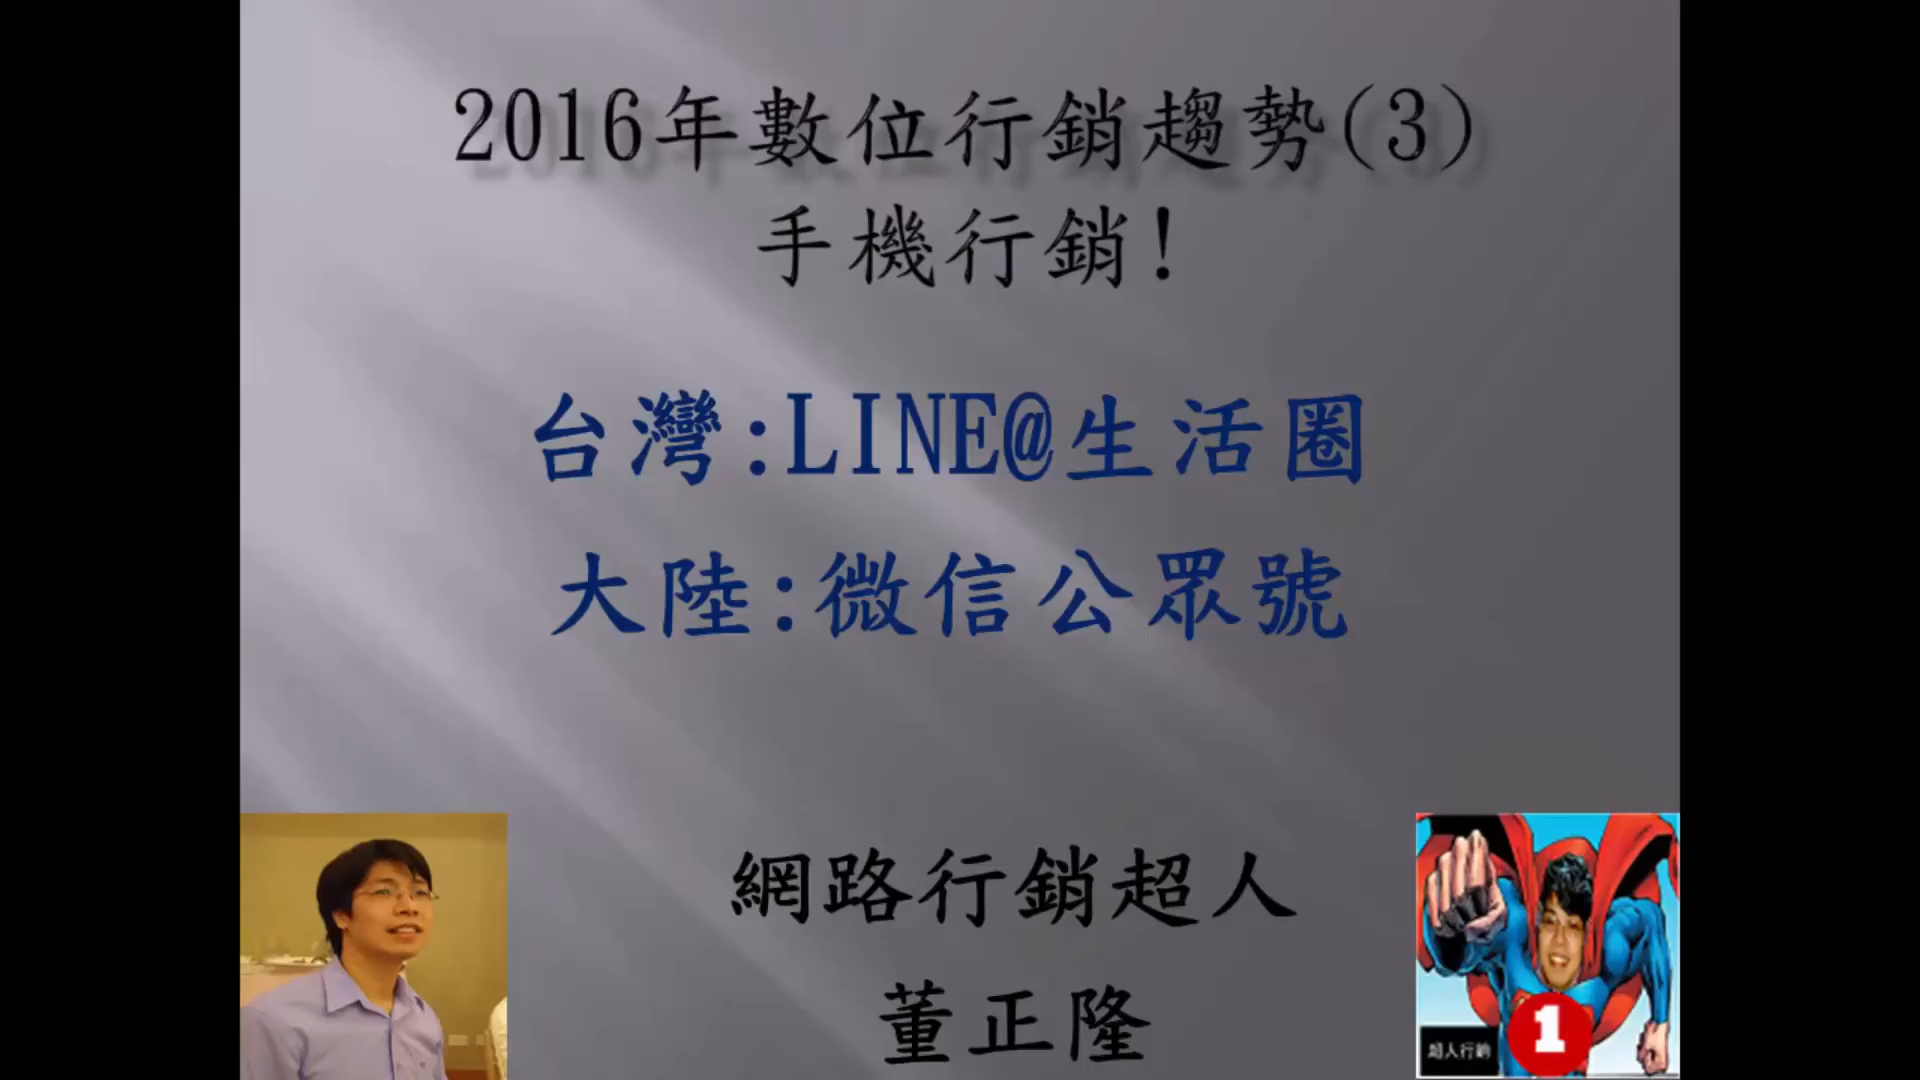 2016年數位行銷趨勢(3)
手機行銷!
台灣:LINE@生活圈
大陸:微信公眾號
網路行銷超人
董正隆
超人行銷
1